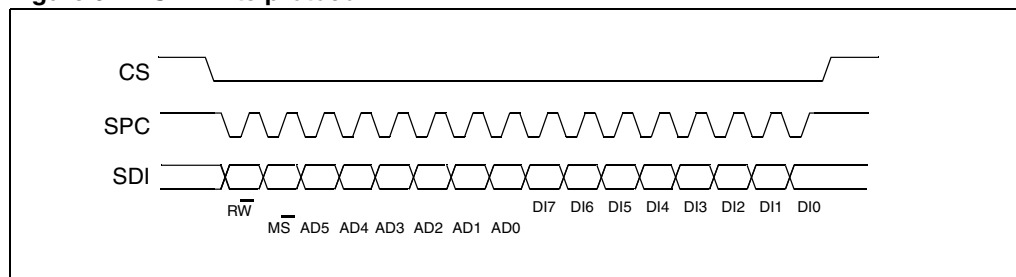 CS
SPC
SDI
RW̅
DI7 DI6 DI5 DI4 DI3 DI2 DI1 DI0
MS̅ AD5 AD4 AD3 AD2 AD1 AD0